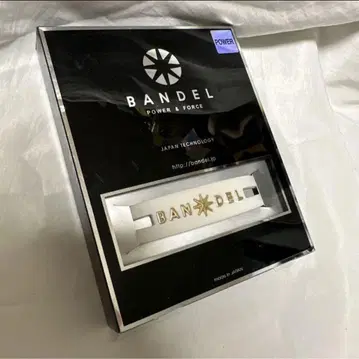 POWER
BANDEL
POWER & FORCE
JAPAN TECHNOLOGY
http://bandel.jp
BAN DEL